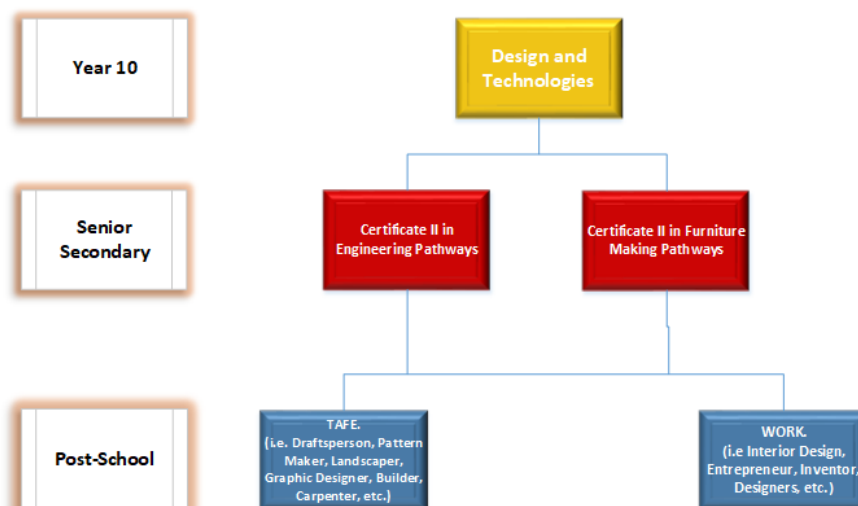 Year 10
Design and
Technologies
Senior
Secondary
Certificate II in
Engineering Pathways
Certificate II in Furniture
Making Pathways
Post-School
TAFE.
(i.e. Draftsperson, Pattern
Maker, Landscaper,
Graphic Designer, Builder,
Carpenter, etc.)
WORK.
(i.e Interior Design,
Entrepreneur, Inventor,
Designers, etc.)